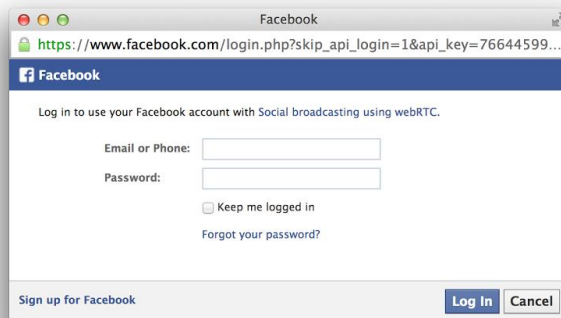 Facebook
https://www.facebook.com/login.php?skip_api_login=1&api_key=76644599...
f Facebook
Log in to use your Facebook account with Social broadcasting using webRTC.
Email or Phone:
Password:
Keep me logged in
Forgot your password?
Sign up for Facebook
Log In Cancel